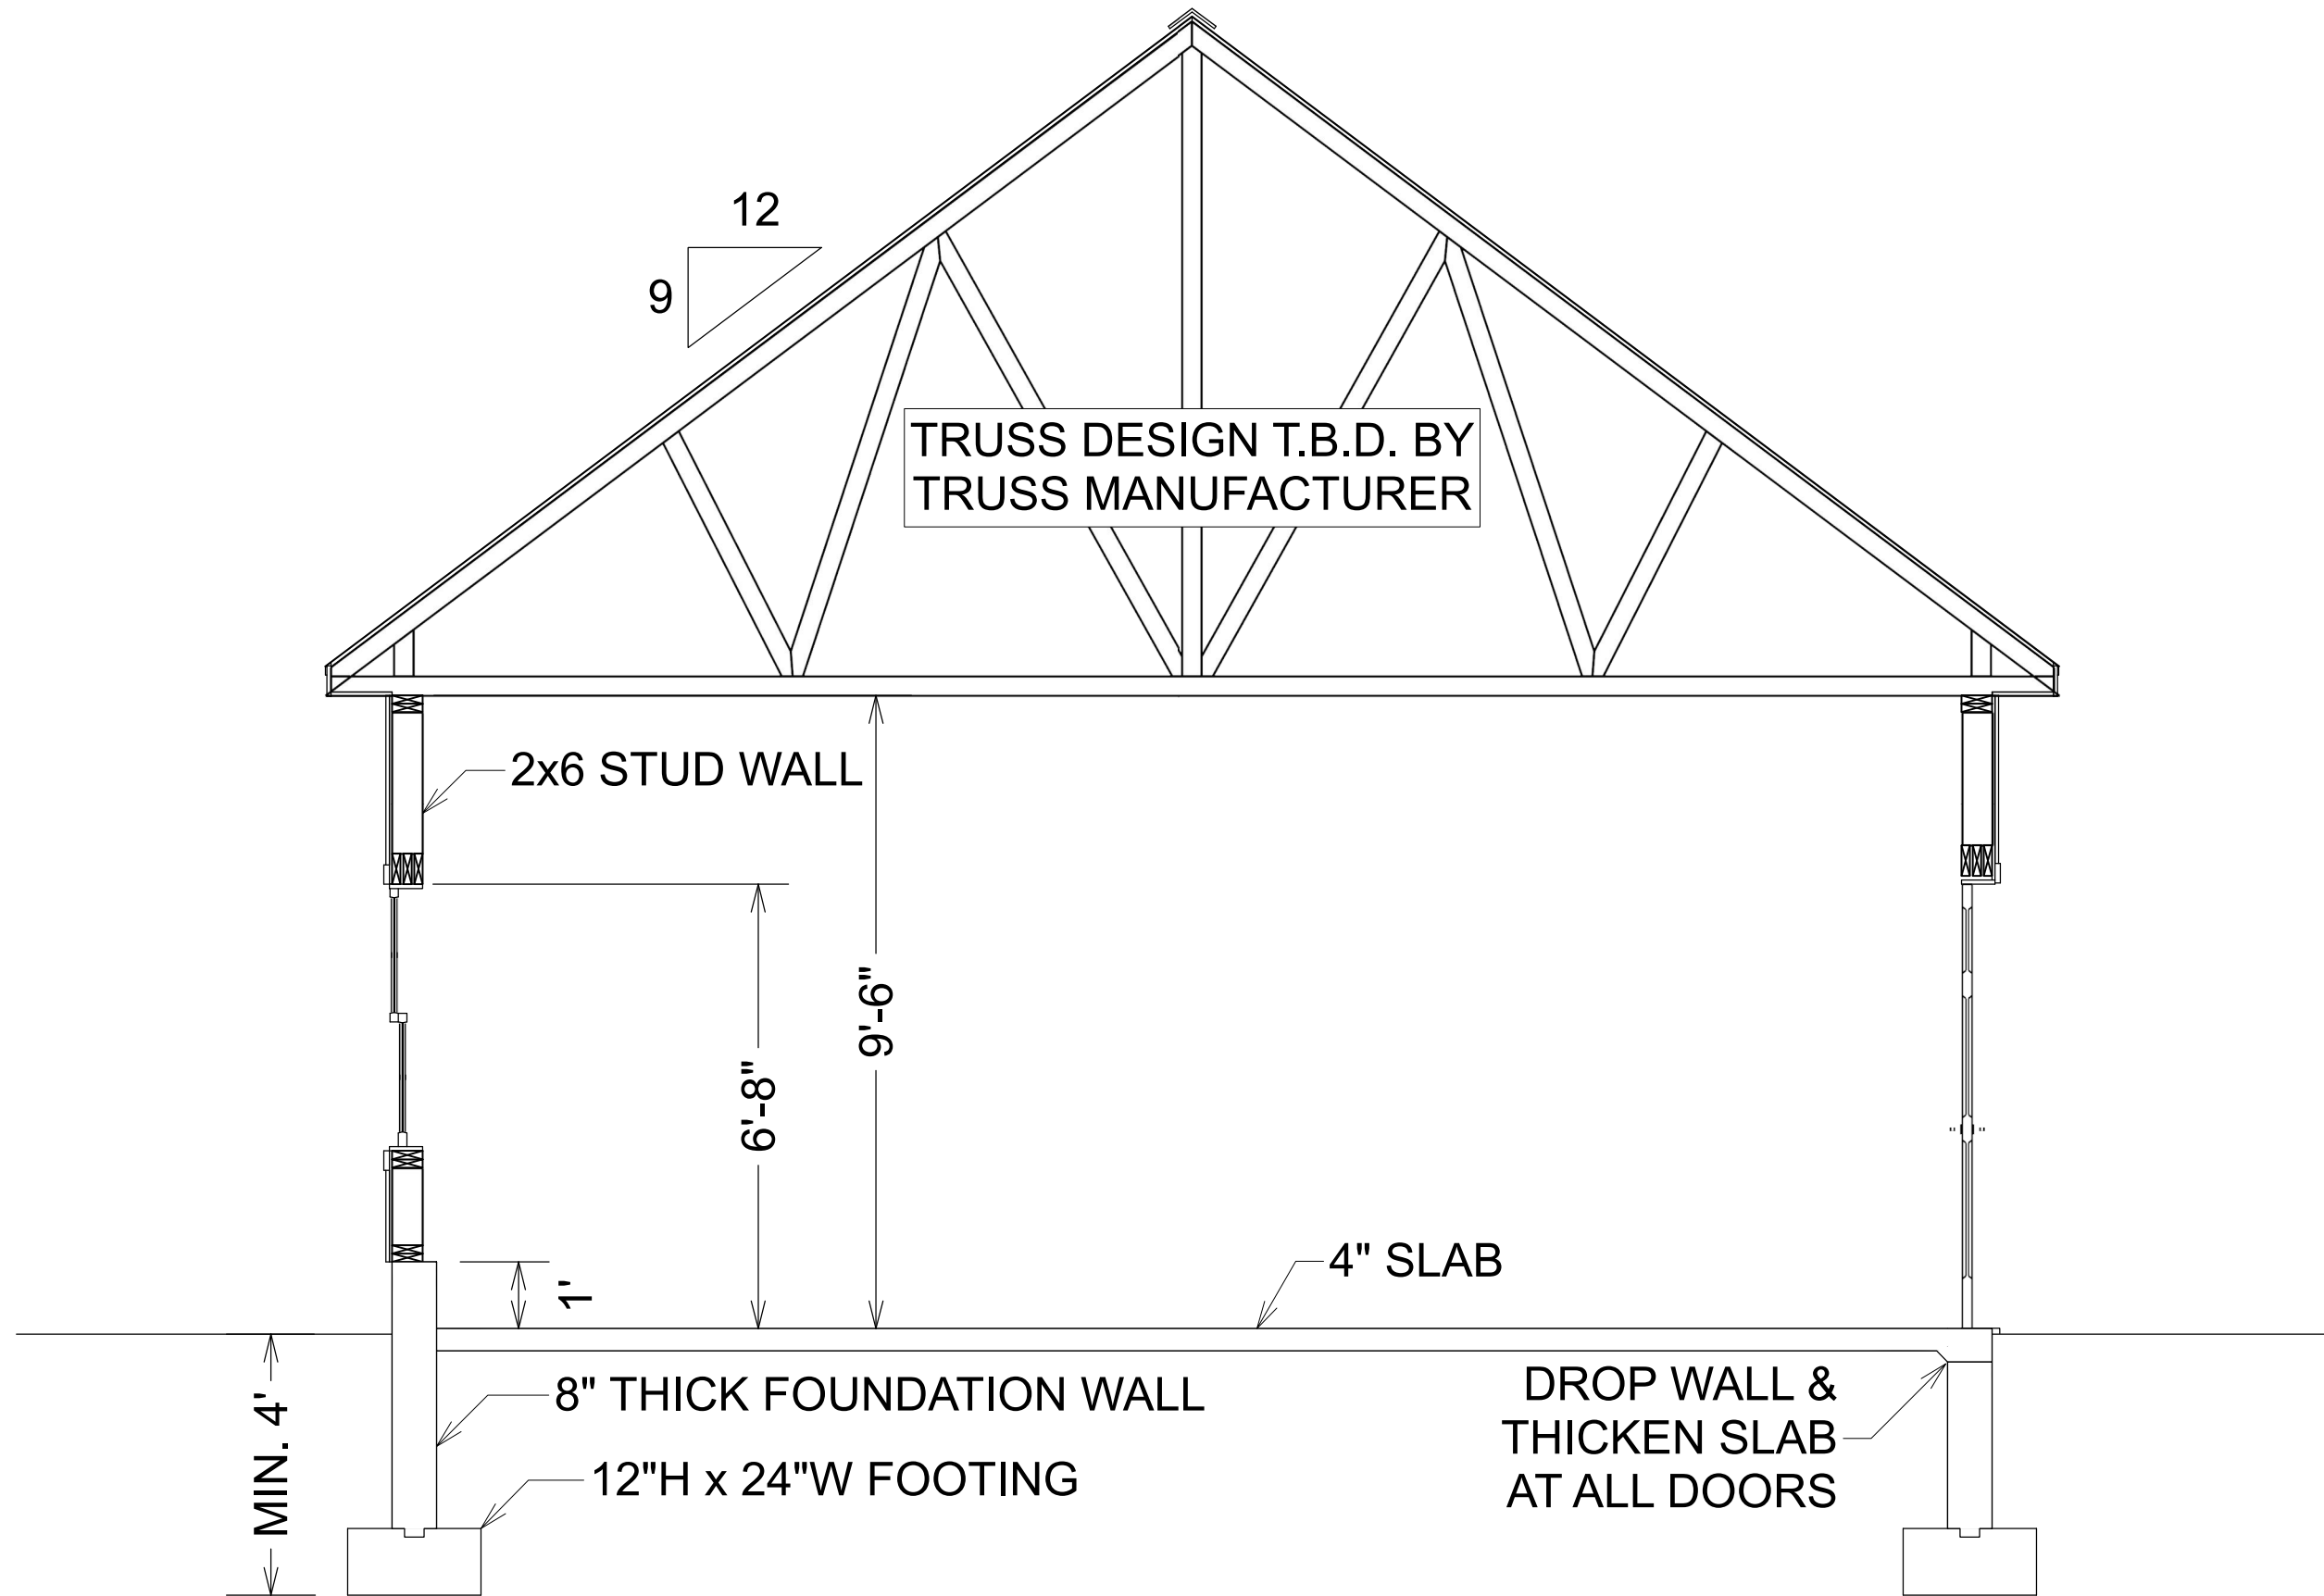 12
9
TRUSS DESIGN T.B.D. BY
TRUSS MANUFACTURER
2x6 STUD WALL
6'-8"
9'-6"
1'
4" SLAB
MIN. 4'
8" THICK FOUNDATION WALL
12"H x 24"W FOOTING
DROP WALL &
THICKEN SLAB
AT ALL DOORS